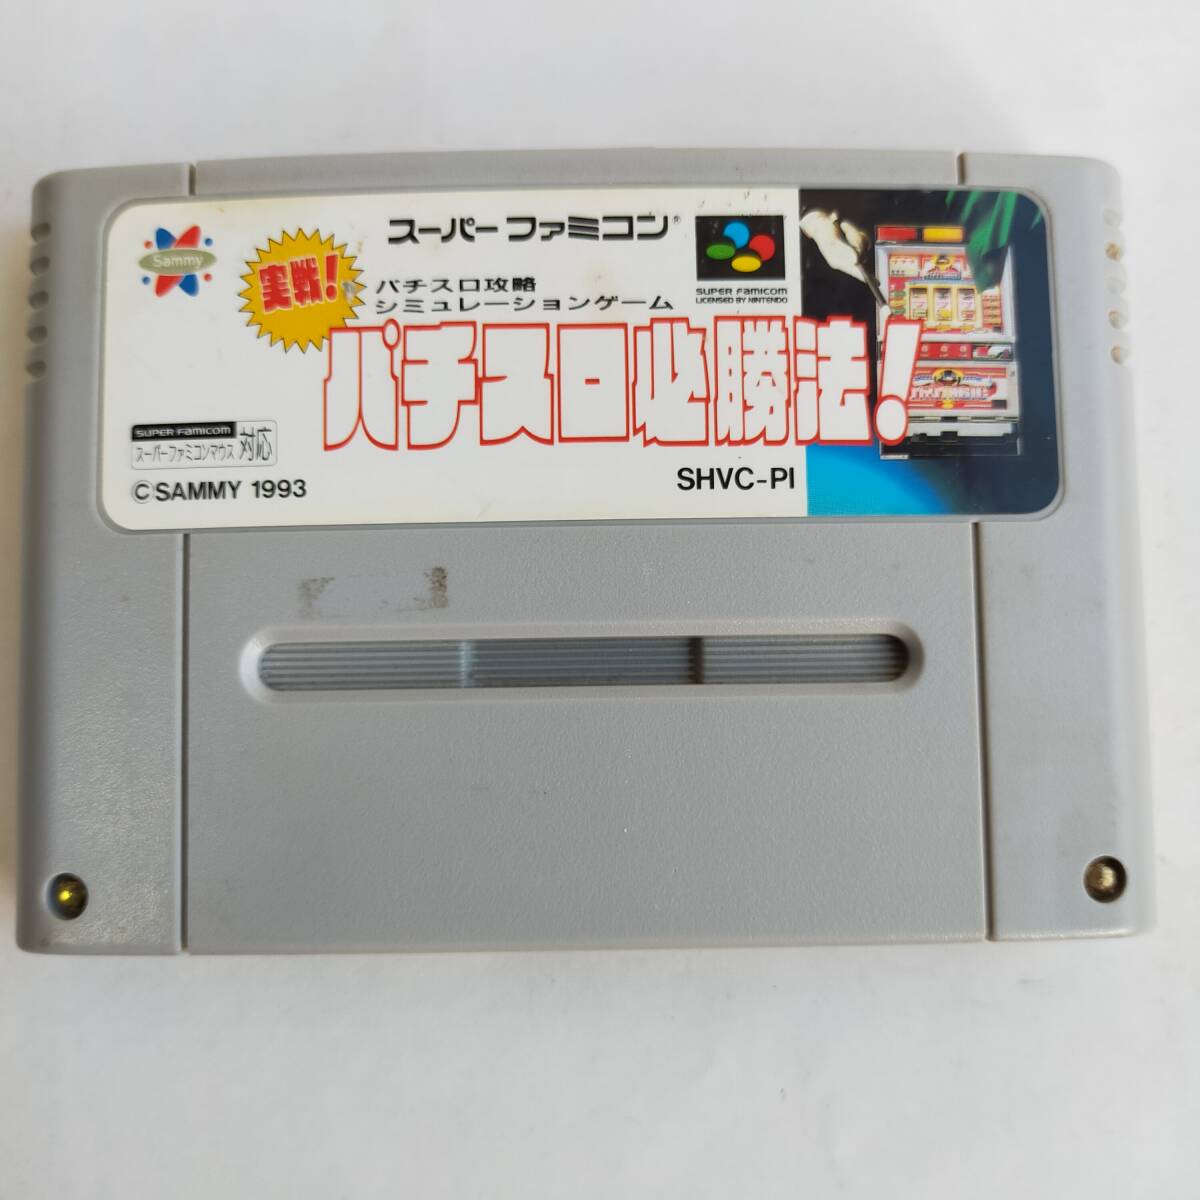 Sammy
実戦!
スーパーファミコン®
パチスロ攻略
シミュレーションゲーム
パチスロ必勝法!
SUPER FAMICOM
LICENSED BY NINTENDO
SUPER FAMICOM
スーパーファミコンマウス 対応
©SAMMY 1993
SHVC-PI